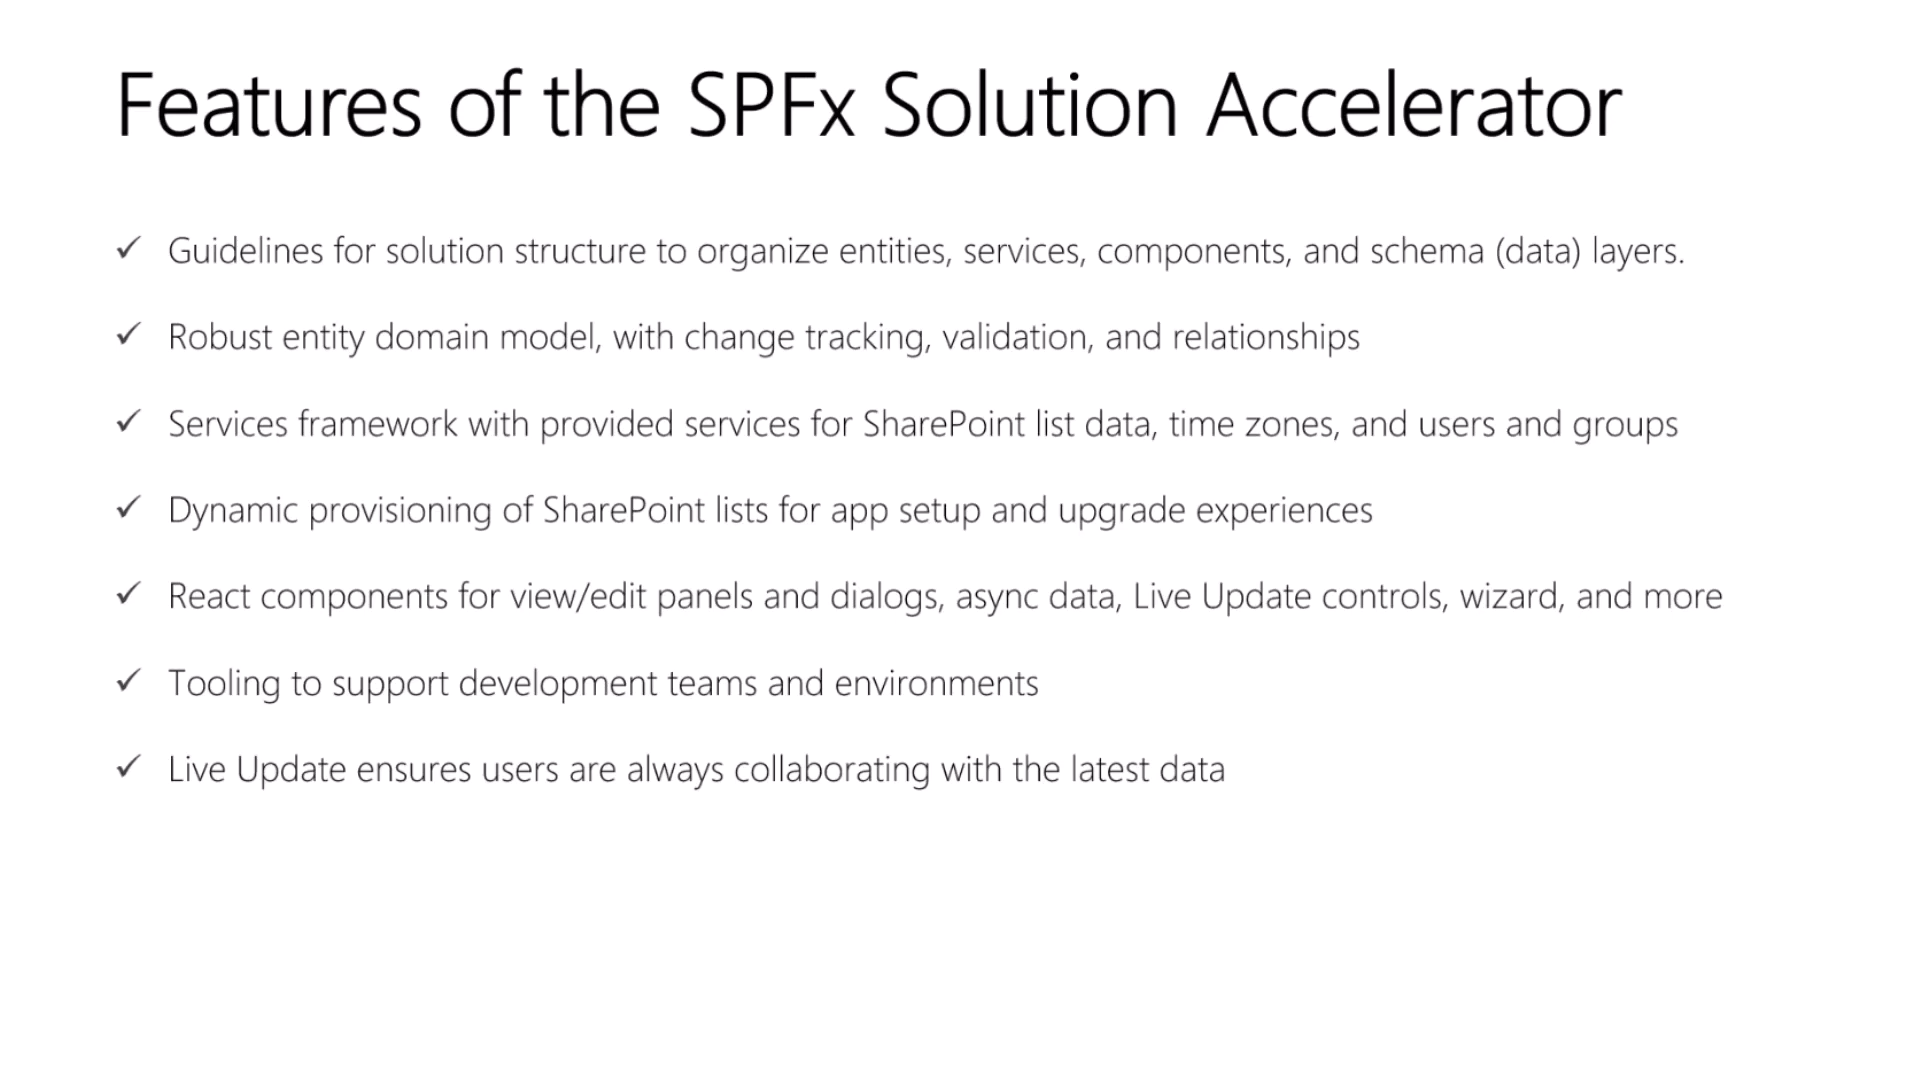 Features of the SPFx Solution Accelerator
✓ Guidelines for solution structure to organize entities, services, components, and schema (data) layers.
✓ Robust entity domain model, with change tracking, validation, and relationships
✓ Services framework with provided services for SharePoint list data, time zones, and users and groups
✓ Dynamic provisioning of SharePoint lists for app setup and upgrade experiences
✓ React components for view/edit panels and dialogs, async data, Live Update controls, wizard, and more
✓ Tooling to support development teams and environments
✓ Live Update ensures users are always collaborating with the latest data